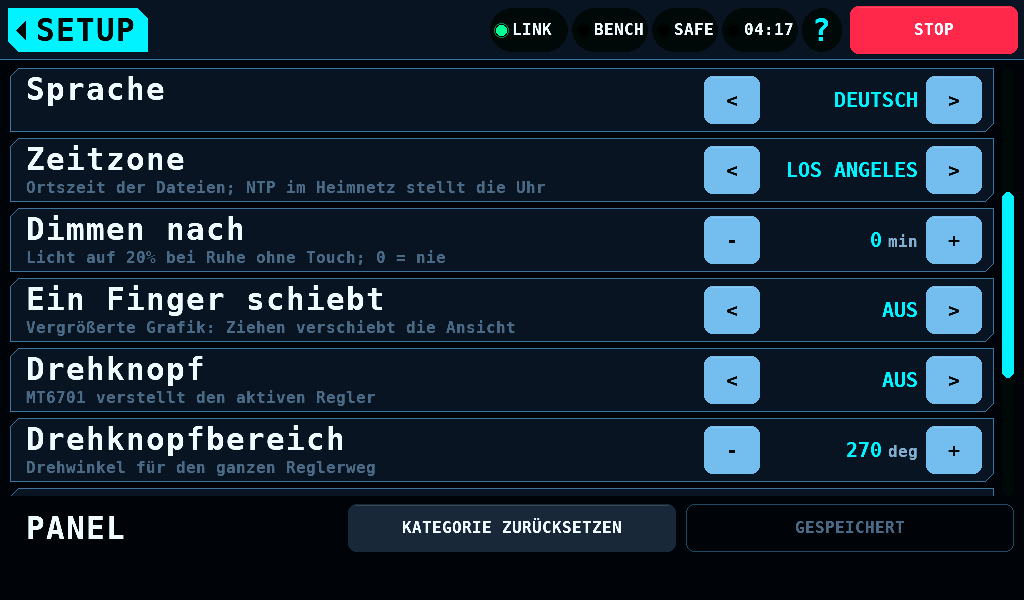 SETUP
LINK
BENCH
SAFE
04:17
?
STOP
Sprache
<
DEUTSCH
>
Zeitzone
Ortszeit der Dateien; NTP im Heimnetz stellt die Uhr
<
LOS ANGELES
>
Dimmen nach
Licht auf 20% bei Ruhe ohne Touch; 0 = nie
-
0 min
+
Ein Finger schiebt
Vergrößerte Grafik: Ziehen verschiebt die Ansicht
<
AUS
>
Drehknopf
MT6701 verstellt den aktiven Regler
<
AUS
>
Drehknopfbereich
Drehwinkel für den ganzen Reglerweg
-
270 deg
+
PANEL
KATEGORIE ZURÜCKSETZEN
GESPEICHERT